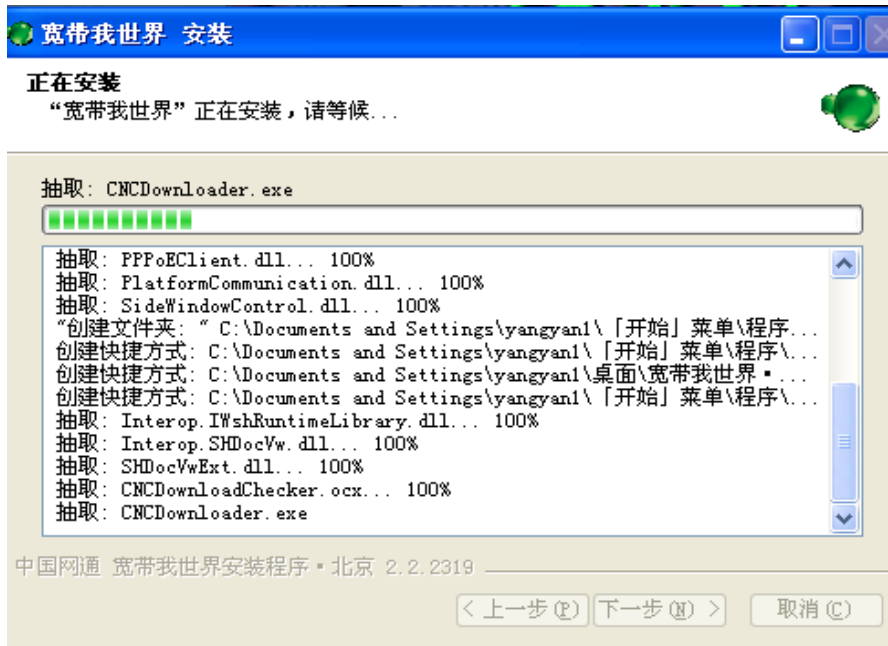 宽带我世界 安装
正在安装
“宽带我世界”正在安装，请等候...
抽取: CNCDownloader.exe
抽取: PPPoEClient.dll... 100%
抽取: PlatformCommunication.dll... 100%
抽取: SideWindowControl.dll... 100%
“创建文件夹: ” C:\Documents and Settings\yangyan1\「开始」菜单\程序...
创建快捷方式: C:\Documents and Settings\yangyan1\「开始」菜单\程序\...
创建快捷方式: C:\Documents and Settings\yangyan1\桌面\宽带我世界▪...
创建快捷方式: C:\Documents and Settings\yangyan1\「开始」菜单\程序\...
抽取: Interop.IWshRuntimeLibrary.dll... 100%
抽取: Interop.SHDocVw.dll... 100%
抽取: SHDocVwExt.dll... 100%
抽取: CNCDownloadChecker.ocx... 100%
抽取: CNCDownloader.exe
中国网通 宽带我世界安装程序▪北京 2.2.2319
< 上一步(P) 下一步(N) > 取消(C)